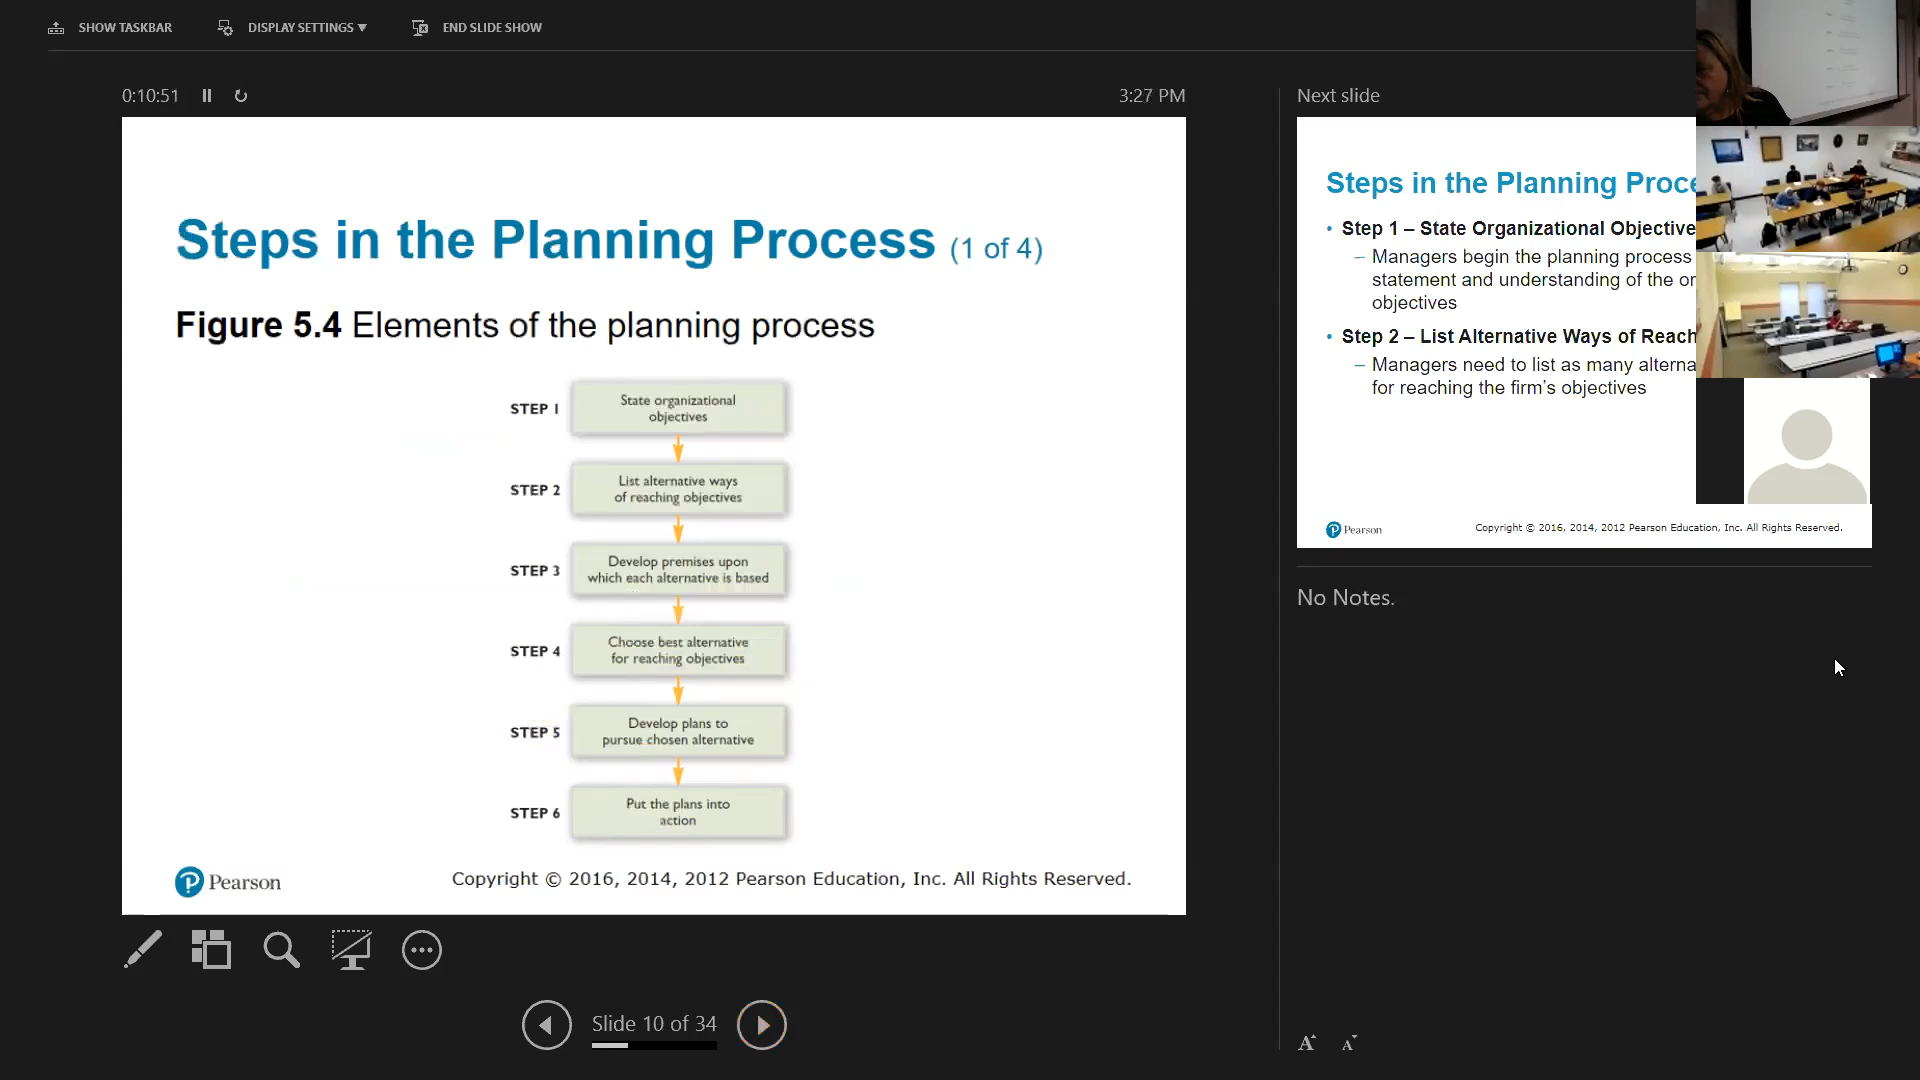 SHOW TASKBAR
DISPLAY SETTINGS ▾
END SLIDE SHOW
0:10:51
3:27 PM
Steps in the Planning Process (1 of 4)
Figure 5.4 Elements of the planning process
STEP 1
State organizational
objectives
STEP 2
List alternative ways
of reaching objectives
STEP 3
Develop premises upon
which each alternative is based
STEP 4
Choose best alternative
for reaching objectives
STEP 5
Develop plans to
pursue chosen alternative
STEP 6
Put the plans into
action
Pearson
Copyright © 2016, 2014, 2012 Pearson Education, Inc. All Rights Reserved.
Slide 10 of 34
Next slide
Steps in the Planning Proce
• Step 1 – State Organizational Objective
– Managers begin the planning process
statement and understanding of the or
objectives
• Step 2 – List Alternative Ways of Reach
– Managers need to list as many alterna
for reaching the firm's objectives
Pearson
Copyright © 2016, 2014, 2012 Pearson Education, Inc. All Rights Reserved.
No Notes.
A A